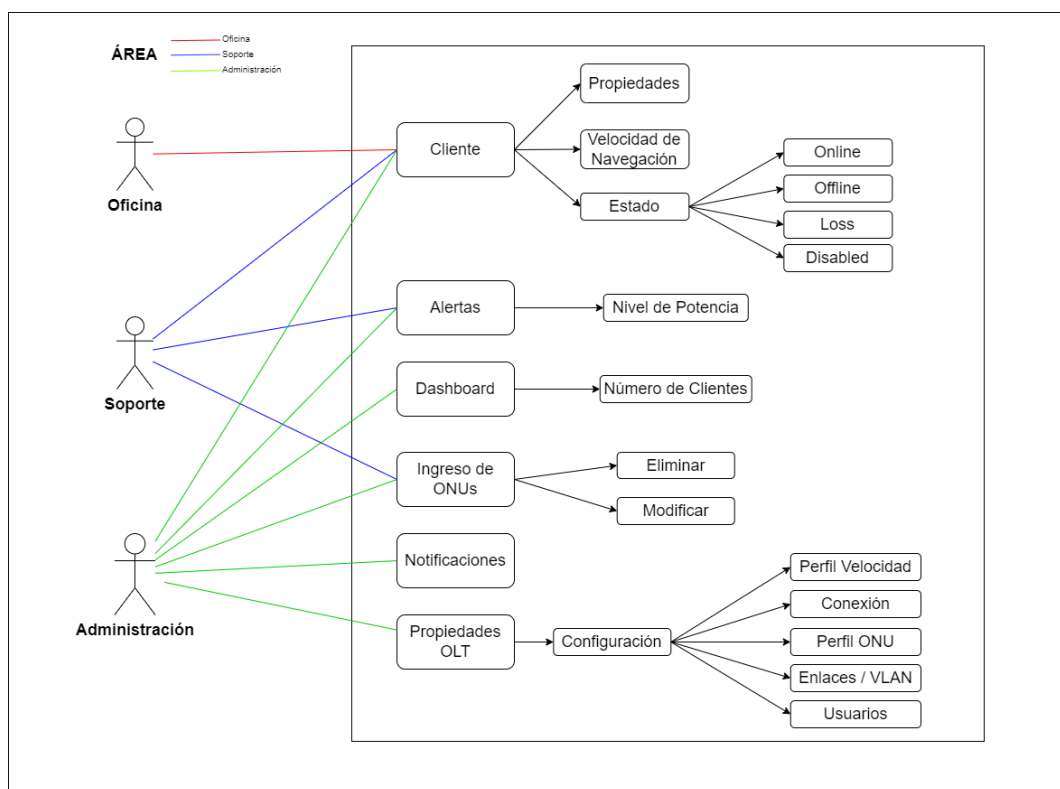 ÁREA
Oficina
Soporte
Administración
Oficina
Soporte
Administración
Cliente
Propiedades
Velocidad de
Navegación
Estado
Online
Offline
Loss
Disabled
Alertas
Nivel de Potencia
Dashboard
Número de Clientes
Ingreso de
ONUs
Eliminar
Modificar
Notificaciones
Propiedades
OLT
Configuración
Perfil Velocidad
Conexión
Perfil ONU
Enlaces / VLAN
Usuarios